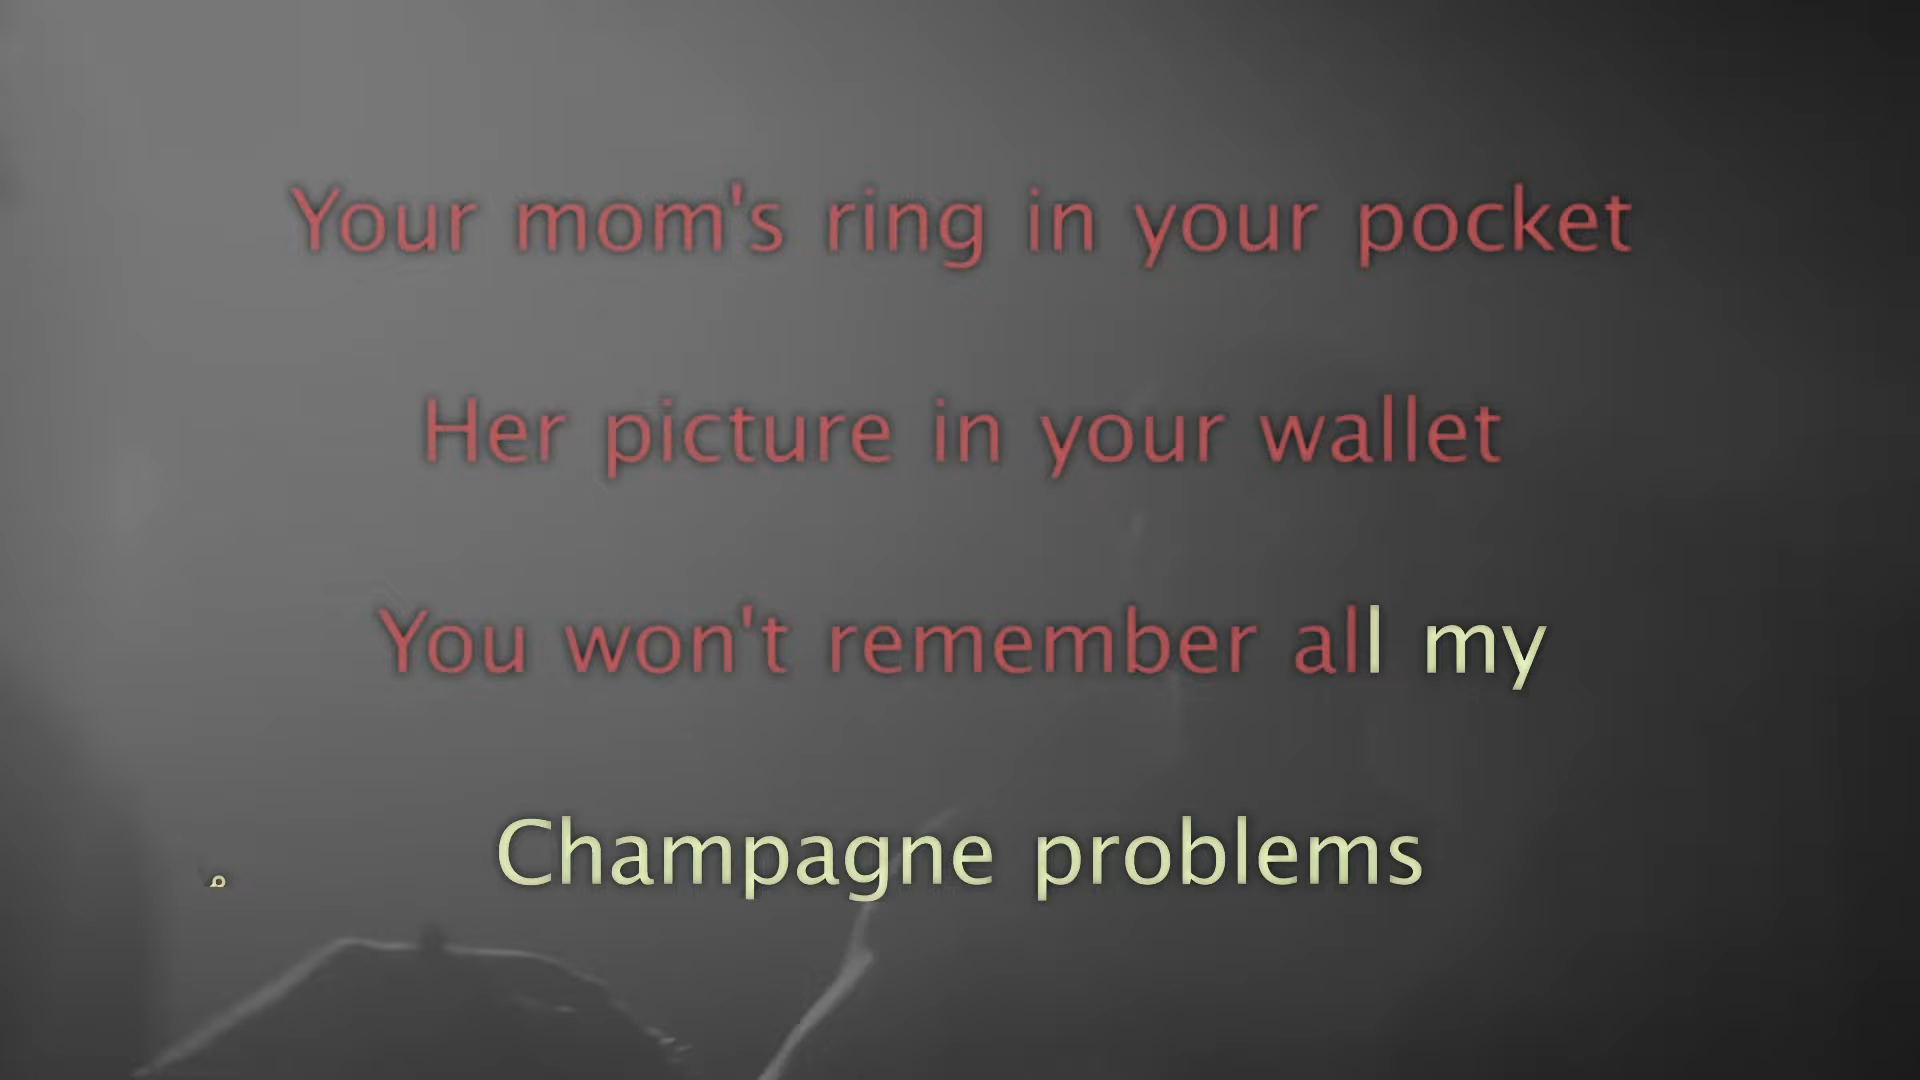 Your mom's ring in your pocket
Her picture in your wallet
You won't remember all my
Champagne problems